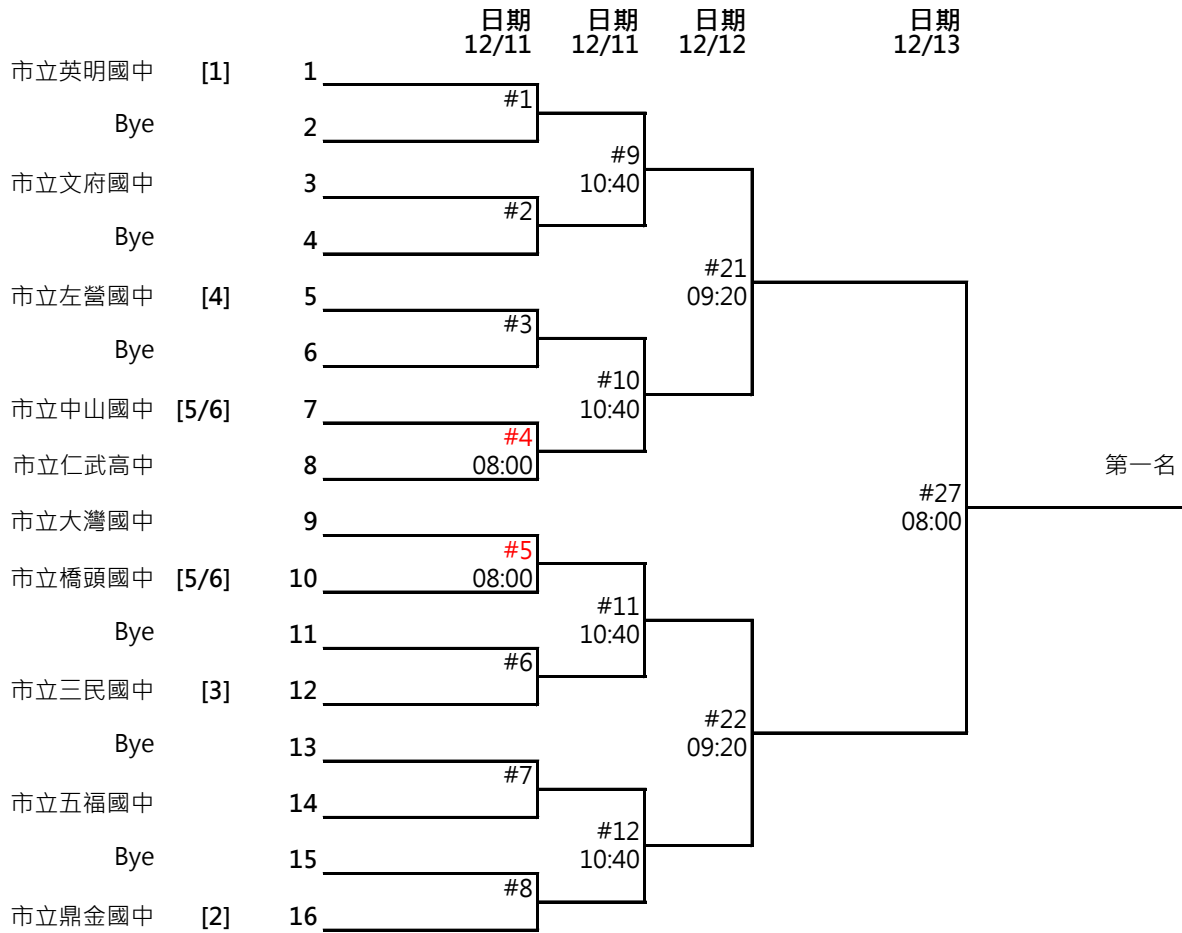 日期 日期 日期 日期
12/11 12/11 12/12 12/13
市立英明國中 [1] 1
#1
Bye 2
#9
10:40
市立文府國中 3
#2
Bye 4
#21
09:20
市立左營國中 [4] 5
#3
Bye 6
#10
10:40
市立中山國中 [5/6] 7
#4
08:00
市立仁武高中 8
第一名
#27
08:00
市立大灣國中 9
#5
08:00
市立橋頭國中 [5/6] 10
#11
10:40
Bye 11
#6
市立三民國中 [3] 12
#22
09:20
Bye 13
#7
市立五福國中 14
#12
10:40
Bye 15
#8
市立鼎金國中 [2] 16